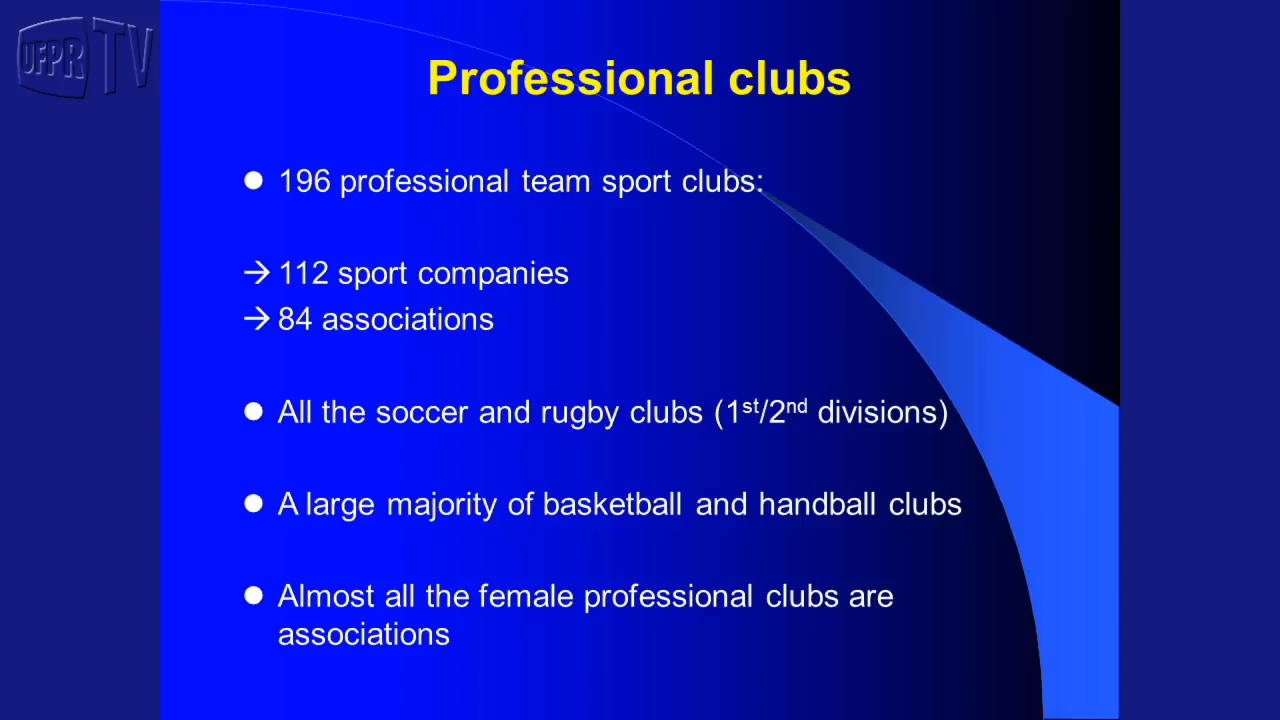 UFPR TV
Professional clubs
● 196 professional team sport clubs:
→ 112 sport companies
→ 84 associations
● All the soccer and rugby clubs (1st/2nd divisions)
● A large majority of basketball and handball clubs
● Almost all the female professional clubs are
associations